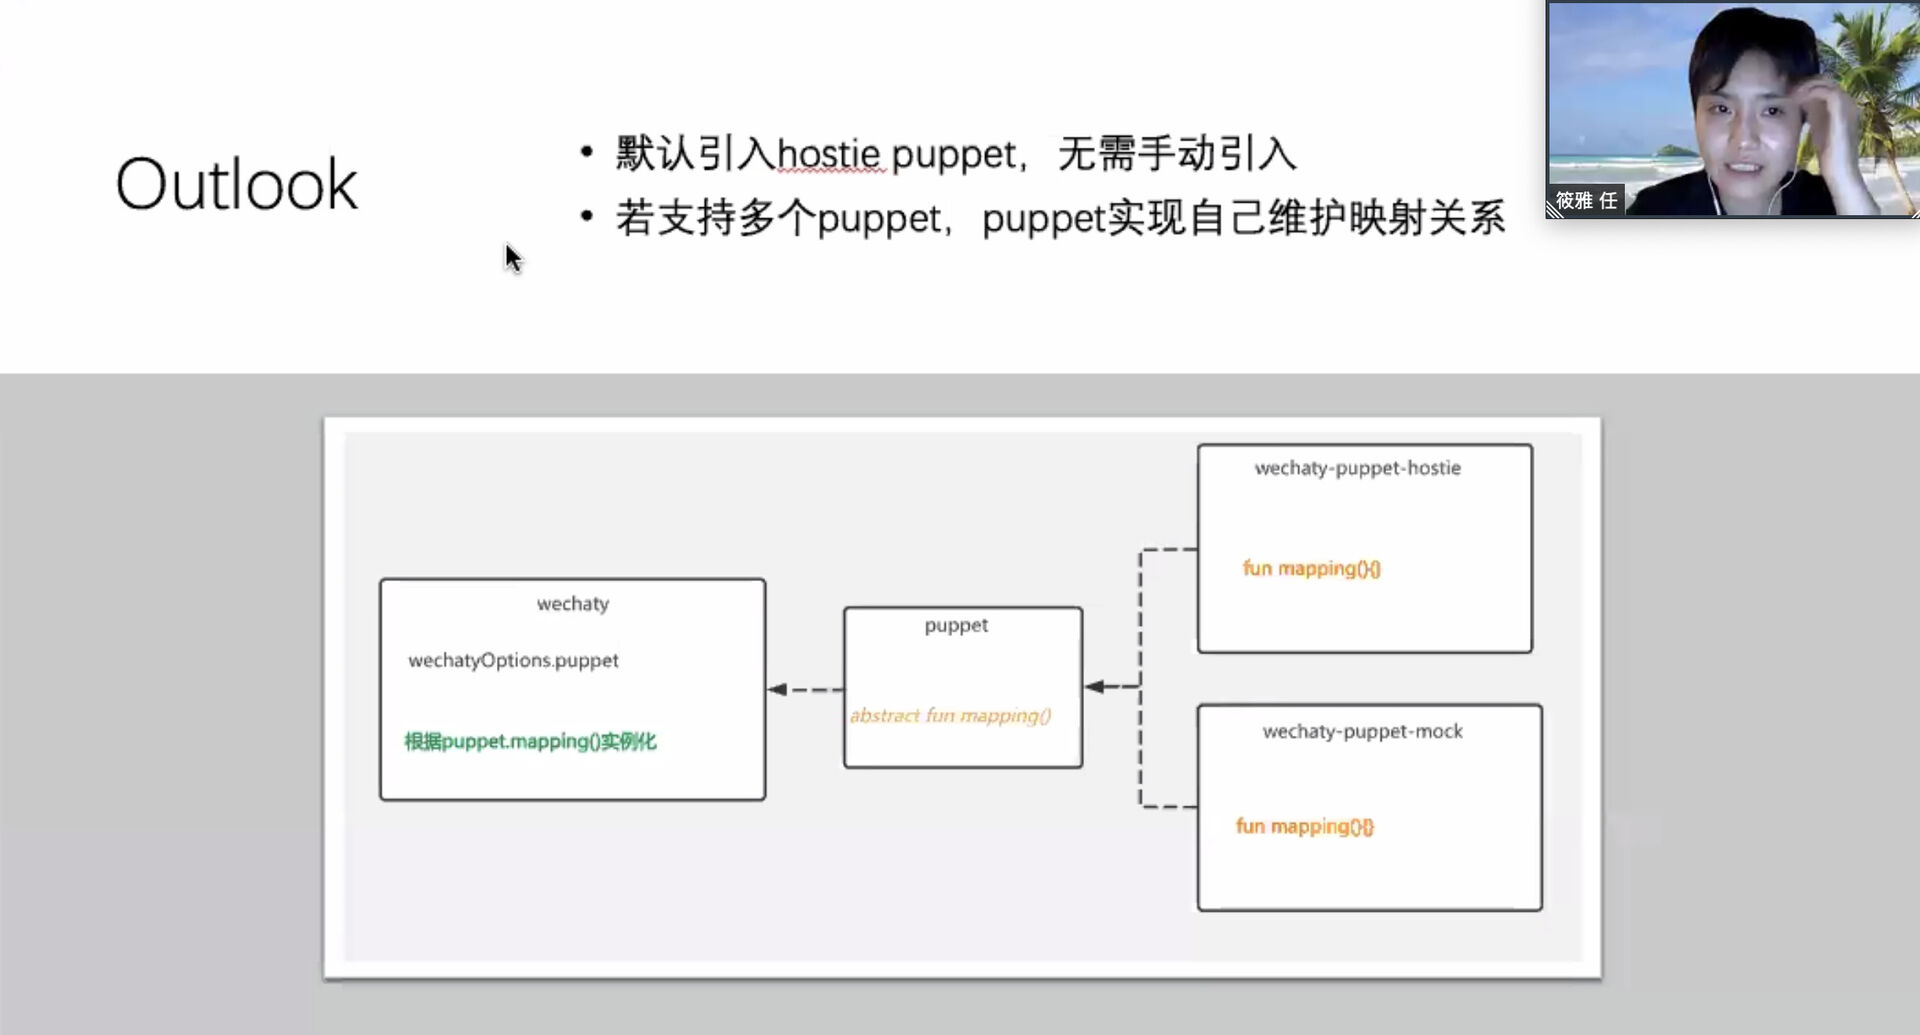 Outlook
• 默认引入hostie puppet，无需手动引入
• 若支持多个puppet，puppet实现自己维护映射关系
筱雅 任
wechaty
wechatyOptions.puppet
根据puppet.mapping()实例化
puppet
abstract fun mapping()
wechaty-puppet-hostie
fun mapping(){}
wechaty-puppet-mock
fun mapping(){}